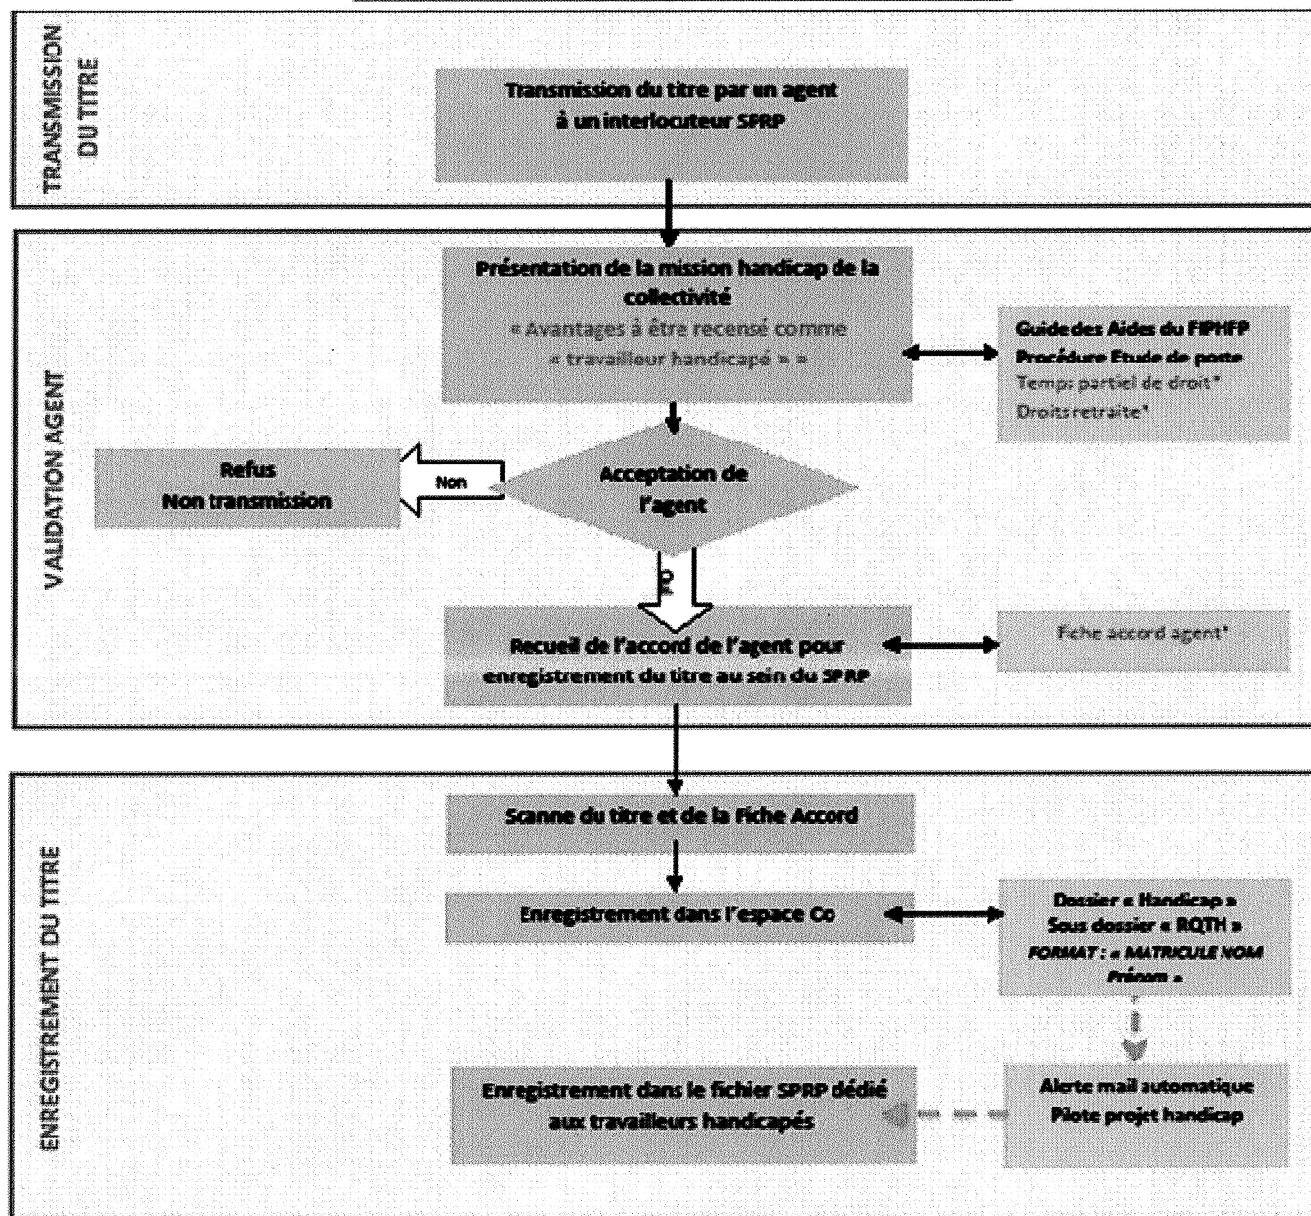 TRANSMISSION
DU TITRE
Transmission du titre par un agent
à un interlocuteur SPRP
VALIDATION AGENT
Présentation de la mission handicap de la
collectivité
« Avantages à être recensé comme
« travailleur handicapé » »
Guide des Aides du FIPHFP
Procédure Etude de poste
Temps partiel de droit*
Droits retraite*
Refus
Non transmission
Non
Acceptation de
l'agent
Recueil de l'accord de l'agent pour
enregistrement du titre au sein du SPRP
Fiche accord agent*
ENREGISTREMENT DU TITRE
Scanne du titre et de la Fiche Accord
Enregistrement dans l'espace Co
Dossier « Handicap »
Sous dossier « RQTH »
FORMAT : « MATRICULE NOM
Prénom »
Enregistrement dans le fichier SPRP dédié
aux travailleurs handicapés
Alerte mail automatique
Pilote projet handicap